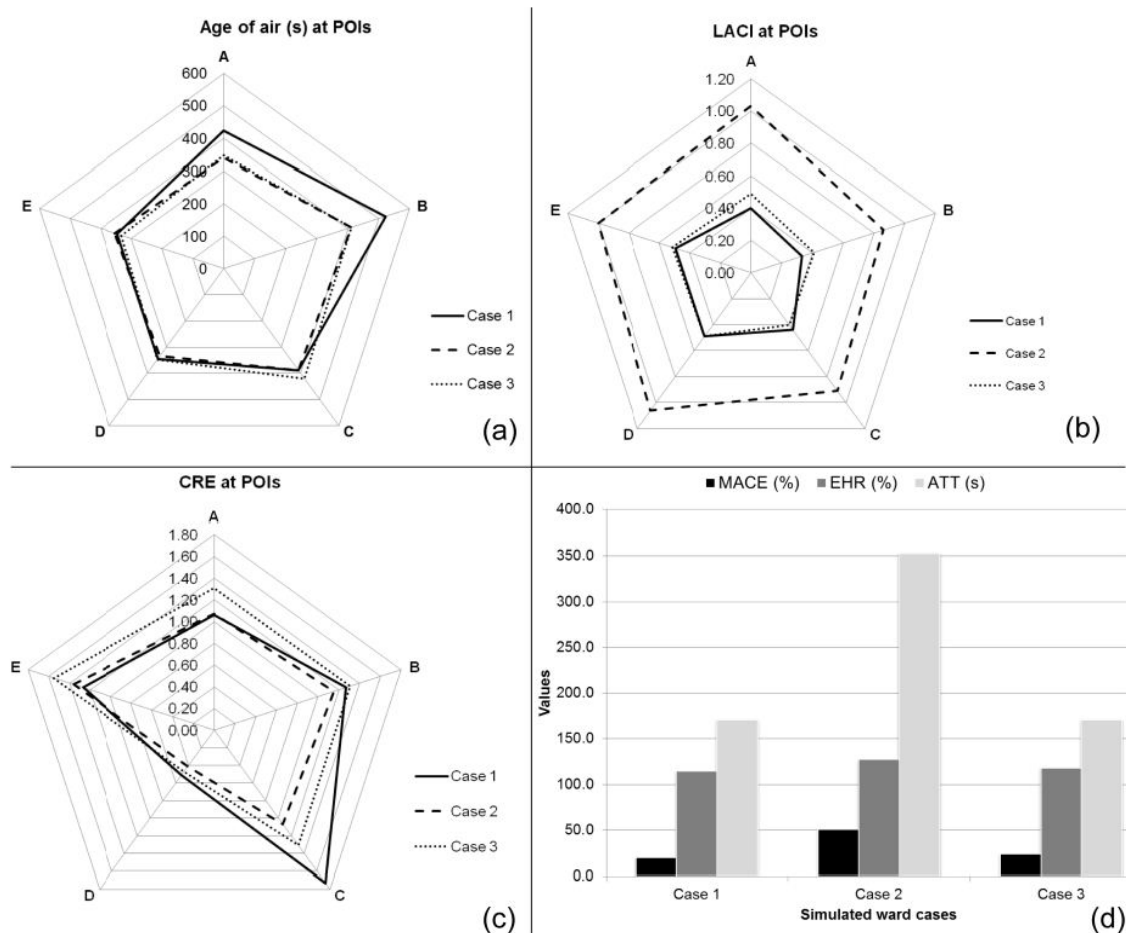 Age of air (s) at POIs
A
600
500
400
300
200
100
0
E
B
D
C
Case 1
Case 2
Case 3
(a)
LACI at POIs
A
1.20
1.00
0.80
0.60
0.40
0.20
0.00
E
B
D
C
Case 1
Case 2
Case 3
(b)
CRE at POIs
A
1.80
1.60
1.40
1.20
1.00
0.80
0.60
0.40
0.20
0.00
E
B
D
C
Case 1
Case 2
Case 3
(c)
MACE (%) EHR (%) ATT (s)
400.0
350.0
300.0
250.0
200.0
150.0
100.0
50.0
0.0
Values
Case 1 Case 2 Case 3
Simulated ward cases
(d)